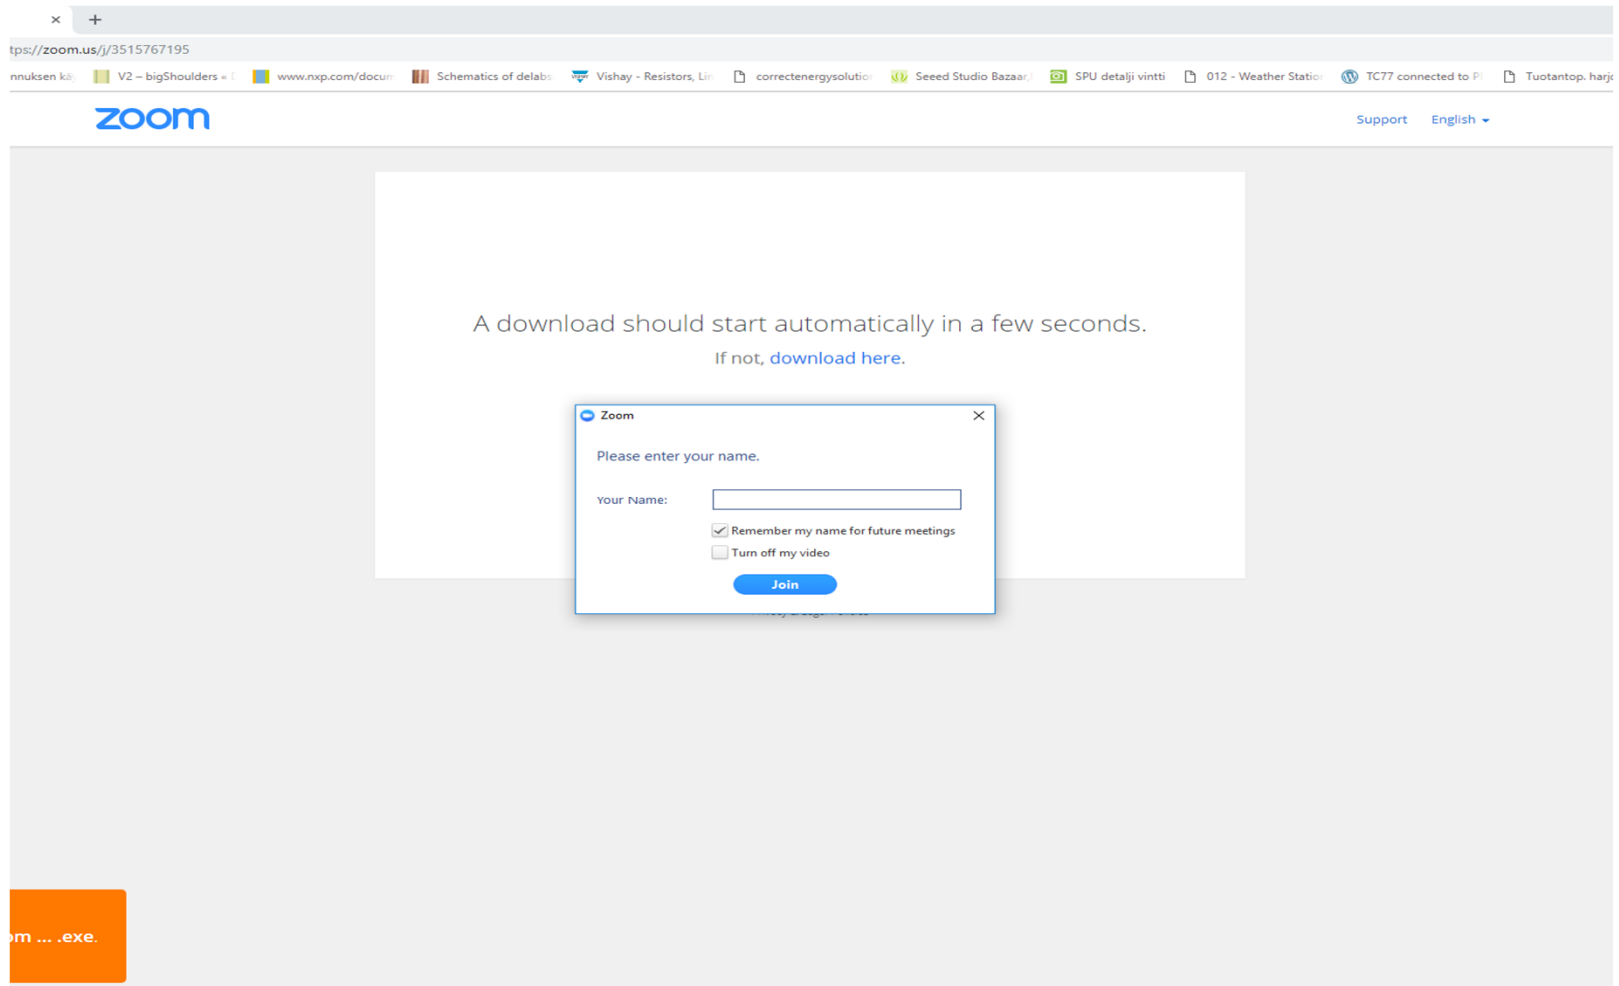 tps://zoom.us/j/3515767195
nnuksen kä V2 – bigShoulders « www.nxp.com/docum Schematics of delabs Vishay - Resistors, Lin correctenergysolution Seeed Studio Bazaar, SPU detalji vintti 012 - Weather Station TC77 connected to P Tuotantop. harjo
zoom
Support English
A download should start automatically in a few seconds.
If not, download here.
Zoom
Please enter your name.
Your Name:
Remember my name for future meetings
Turn off my video
Join
om ... .exe.